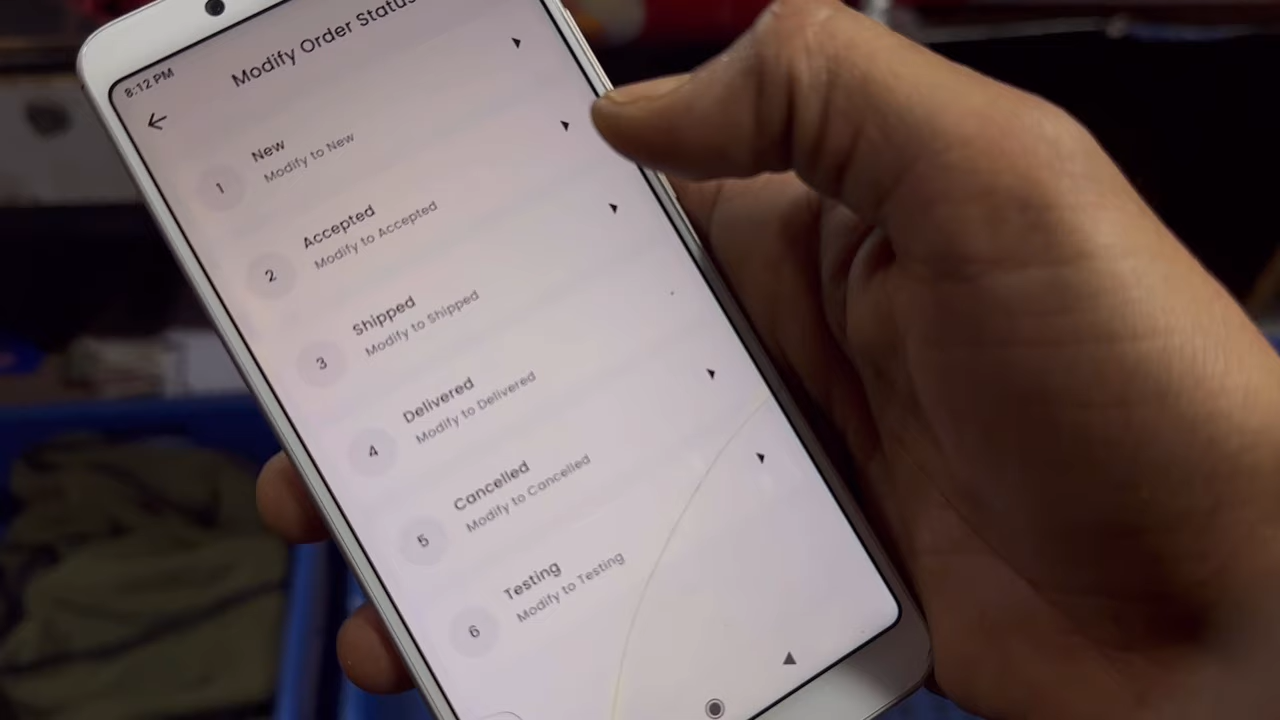 8:12 PM
Modify Order Status
1
New
Modify to New
2
Accepted
Modify to Accepted
3
Shipped
Modify to Shipped
4
Delivered
Modify to Delivered
5
Cancelled
Modify to Cancelled
6
Testing
Modify to Testing